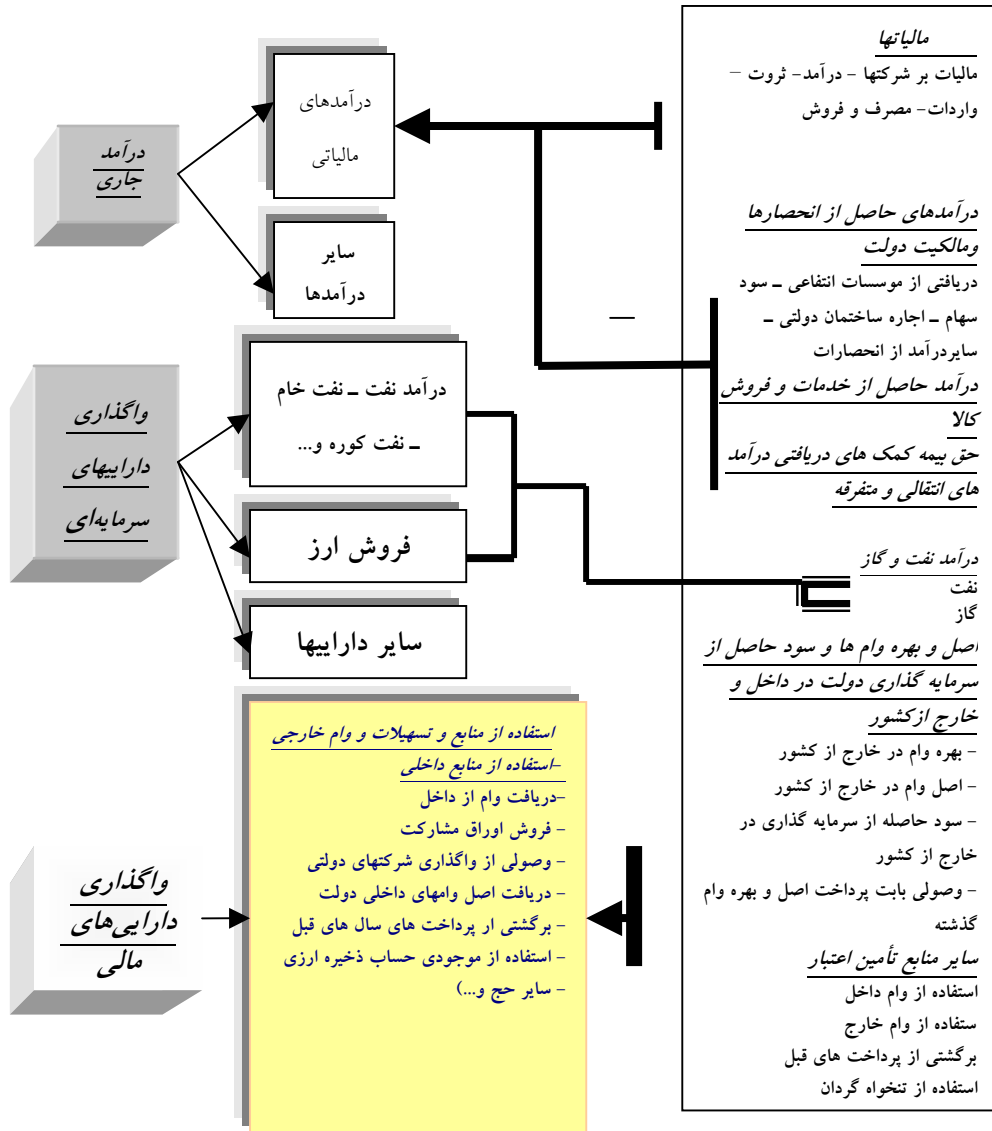 مالیاتها
مالیات بر شرکتها - درآمد- ثروت –
واردات- مصرف و فروش
درآمدهای حاصل از انحصارها
ومالکیت دولت
دریافتی از موسسات انتفاعی ـ سود
سهام ـ اجاره ساختمان دولتی ـ
سایردرآمد از انحصارات
درآمد حاصل از خدمات و فروش
کالا
حق بیمه کمک های دریافتی درآمد
های انتقالی و متفرقه
درآمد نفت و گاز
نفت
گاز
اصل و بهره وام ها و سود حاصل از
سرمایه گذاری دولت در داخل و
خارج ازکشور
- بهره وام در خارج از کشور
- اصل وام در خارج از کشور
- سود حاصله از سرمایه گذاری در
خارج از کشور
- وصولی بابت پرداخت اصل و بهره وام
گذشته
سایر منابع تأمین اعتبار
استفاده از وام داخل
ستفاده از وام خارج
برگشتی از پرداخت های قبل
استفاده از تنخواه گردان
درآمد
جاری
درآمدهای
مالیاتی
سایر
درآمدها
واگذاری
داراییهای
سرمایه‌ای
درآمد نفت ـ نفت خام
ـ نفت کوره و...
فروش ارز
سایر داراییها
واگذاری
دارایی‌های
مالی
استفاده از منابع و تسهیلات و وام خارجی
-استفاده از منابع داخلی
-دریافت وام از داخل
- فروش اوراق مشارکت
- وصولی از واگذاری شرکتهای دولتی
- دریافت اصل وامهای داخلی دولت
- برگشتی ار پرداخت های سال های قبل
- استفاده از موجودی حساب ذخیره ارزی
- سایر حج و...)